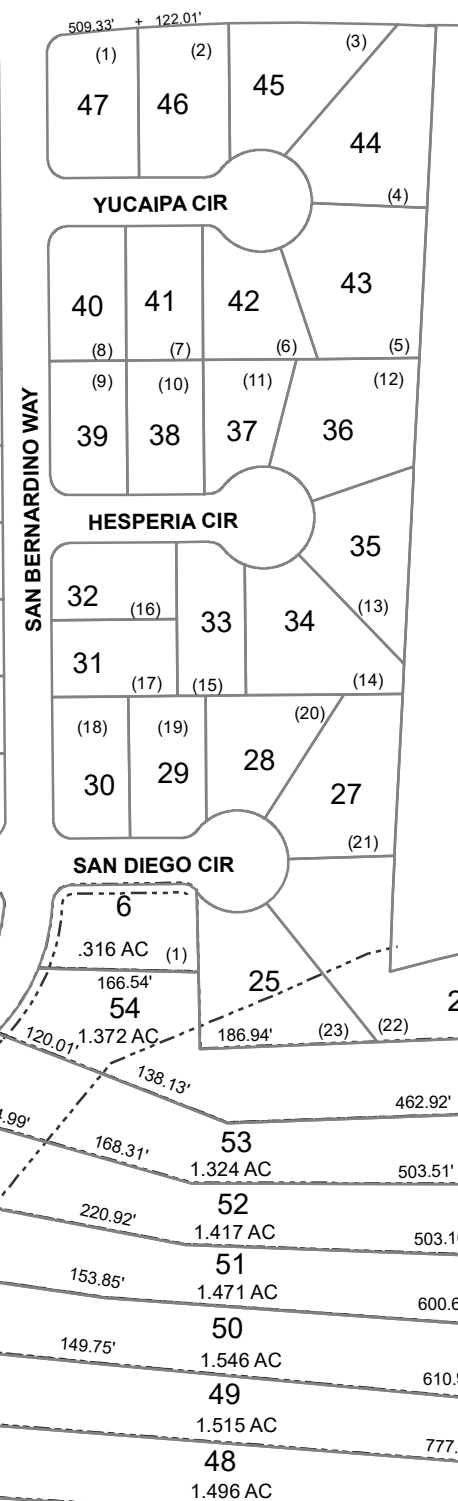 509.33' + 122.01'
(1) (2) (3)
47 46 45
44
(4)
YUCAIPA CIR
40 41 42 43
(8) (7) (6) (5)
(9) (10) (11) (12)
39 38 37 36
SAN BERNARDINO WAY
HESPERIA CIR
35
32 (16) 33 34 (13)
31 (17) (15) (14)
(18) (19) (20)
30 29 28 27
(21)
SAN DIEGO CIR
6
.316 AC (1)
166.54'
25
54
1.372 AC
186.94' (23) (22)
120.01'
138.13'
462.92'
53
1.324 AC
168.31'
503.51'
52
1.417 AC
220.92'
51
1.471 AC
153.85'
50
1.546 AC
149.75'
49
1.515 AC
48
1.496 AC